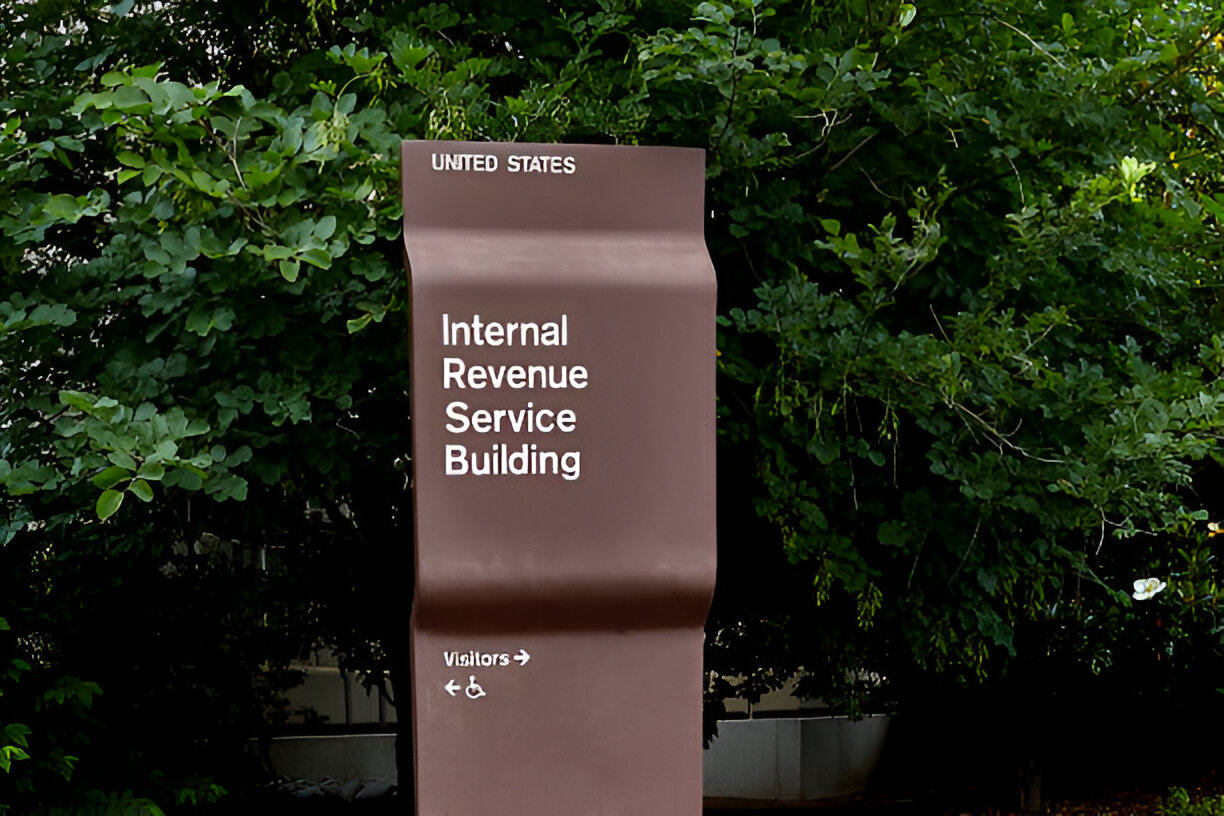 UNITED STATES
Internal
Revenue
Service
Building
Visitors →
←